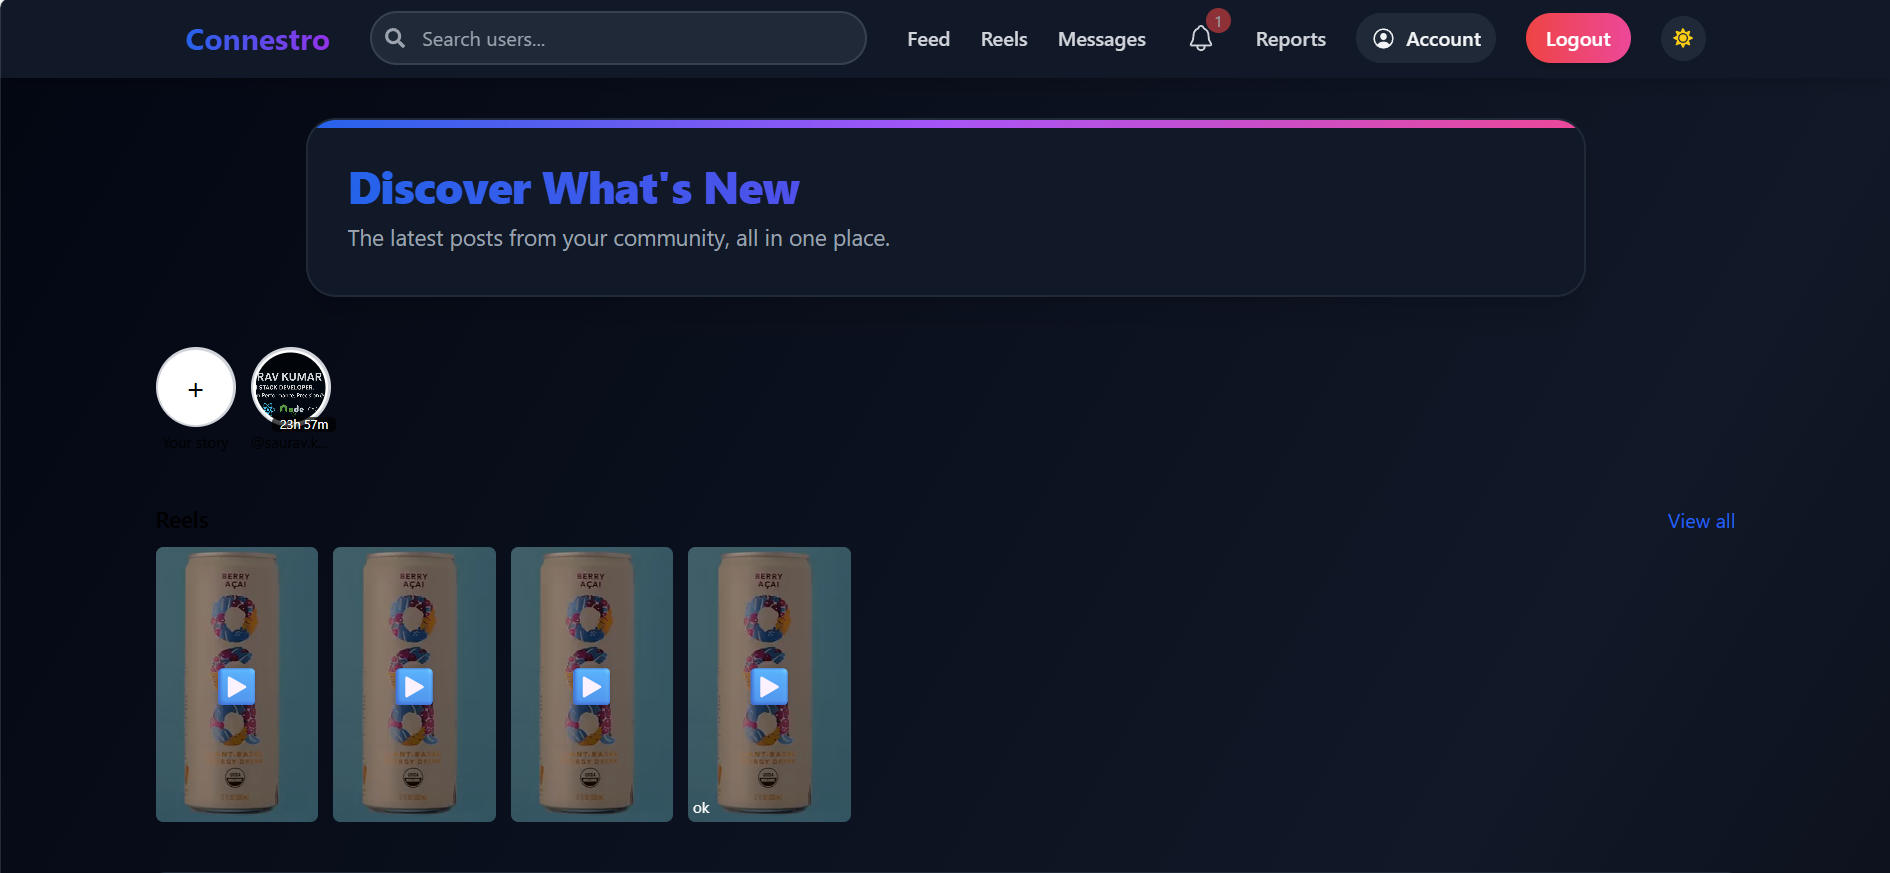 Connestro
Search users...
Feed
Reels
Messages
1
Reports
Account
Logout
Discover What's New
The latest posts from your community, all in one place.
+
RAV KUMAR
STACK DEVELOPER.
node
23h 57m
Your story
@saurav.k...
Reels
View all
BERRY
AÇAI
BERRY
AÇAI
BERRY
AÇAI
BERRY
AÇAI
ok